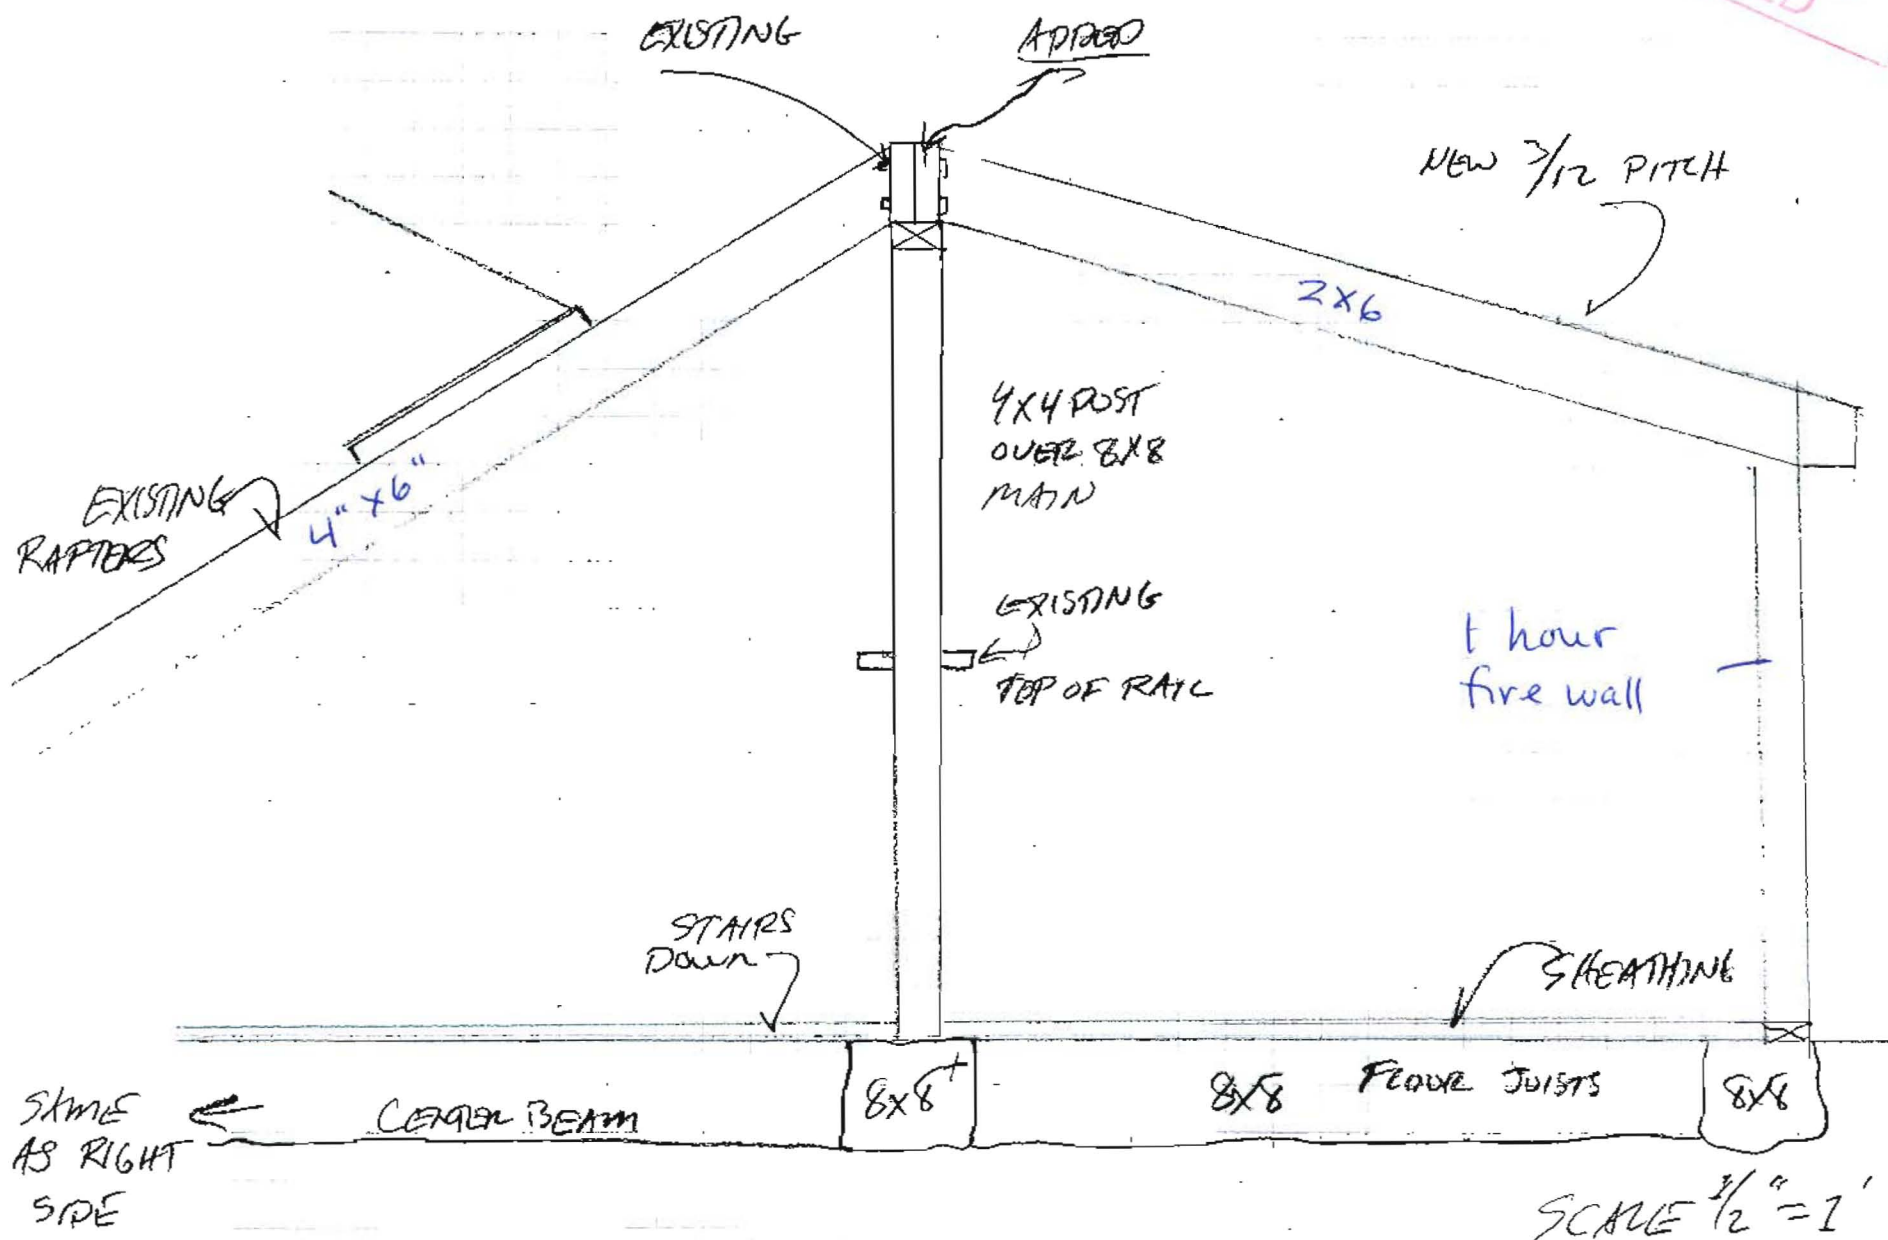 EXISTING
ADDED
NEW 3/12 PITCH
2x6
4X4 POST
OVER 8X8
MAIN
EXISTING
RAFTERS
4" x 6"
EXISTING
TOP OF RAIL
1 hour
fire wall
STAIRS
DOWN
SHEATHING
SAME
AS RIGHT
SIDE
CENTER BEAM
8x8
8x8
FLOOR JOISTS
8x8
SCALE 1/2" = 1'